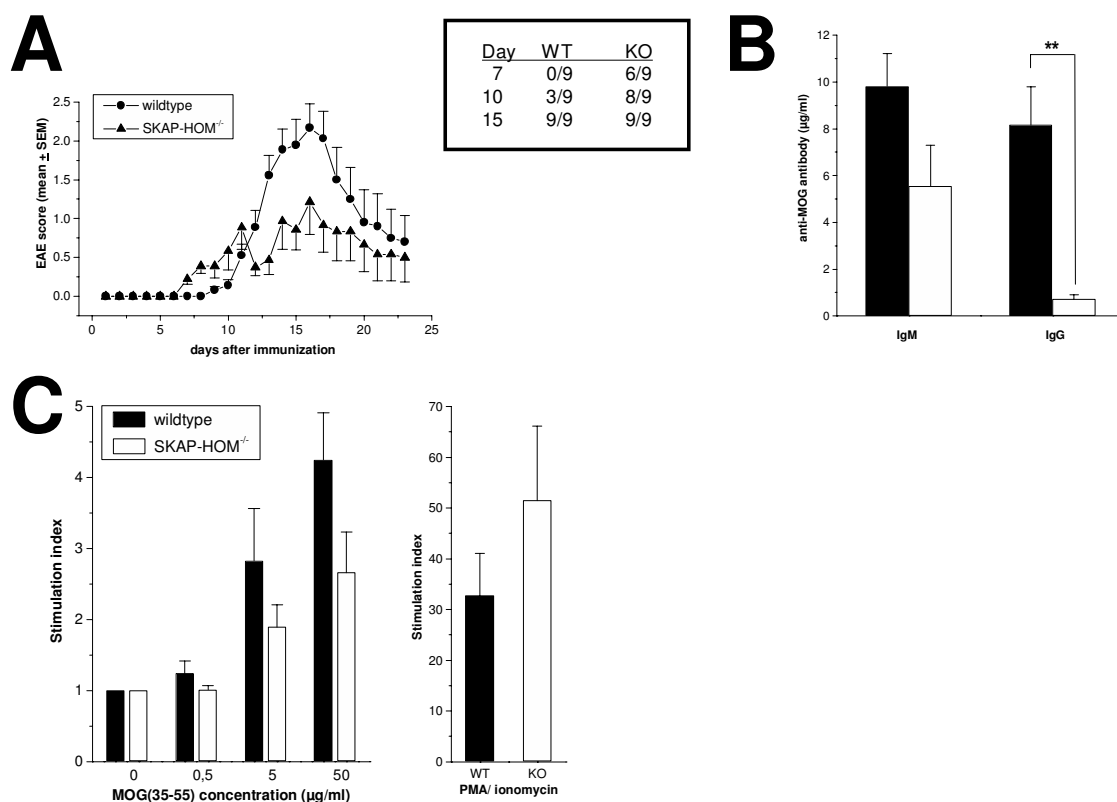 A
wildtype
SKAP-HOM-/-
EAE score (mean ± SEM)
2.5
2.0
1.5
1.0
0.5
0.0
0 5 10 15 20 25
days after immunization
Day WT KO
7 0/9 6/9
10 3/9 8/9
15 9/9 9/9
B
anti-MOG antibody (µg/ml)
12
10
8
6
4
2
0
**
IgM IgG
C
wildtype
SKAP-HOM-/-
Stimulation index
5
4
3
2
1
0
0 0,5 5 50
MOG(35-55) concentration (µg/ml)
Stimulation index
70
60
50
40
30
20
10
0
WT KO
PMA/ ionomycin